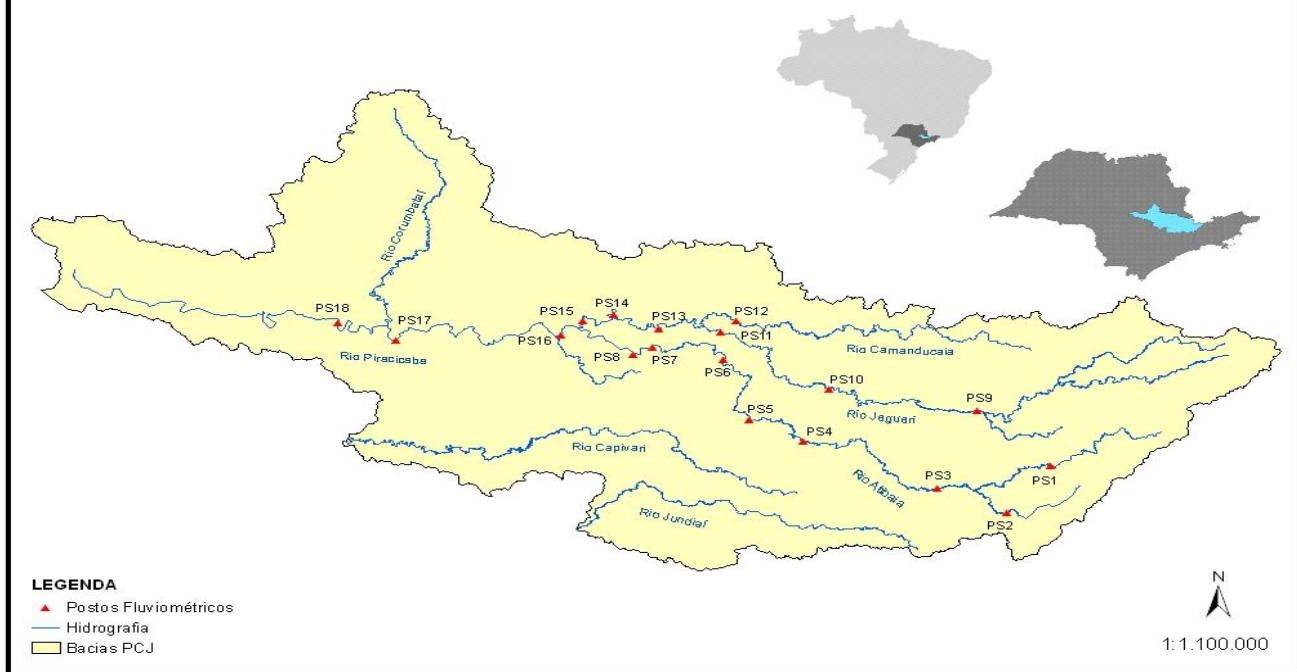 Rio Corumbataí
PS18
PS17
Rio Piracicaba
PS16
PS15
PS14
PS13
PS12
PS11
PS8
PS7
PS6
Rio Camanducaia
PS10
PS9
Rio Jaguari
PS5
PS4
Rio Capivari
Rio Atibaia
PS3
PS1
PS2
Rio Jundiaí
LEGENDA
Postos Fluviométricos
Hidrografia
Bacias PCJ
N
1:1.100.000